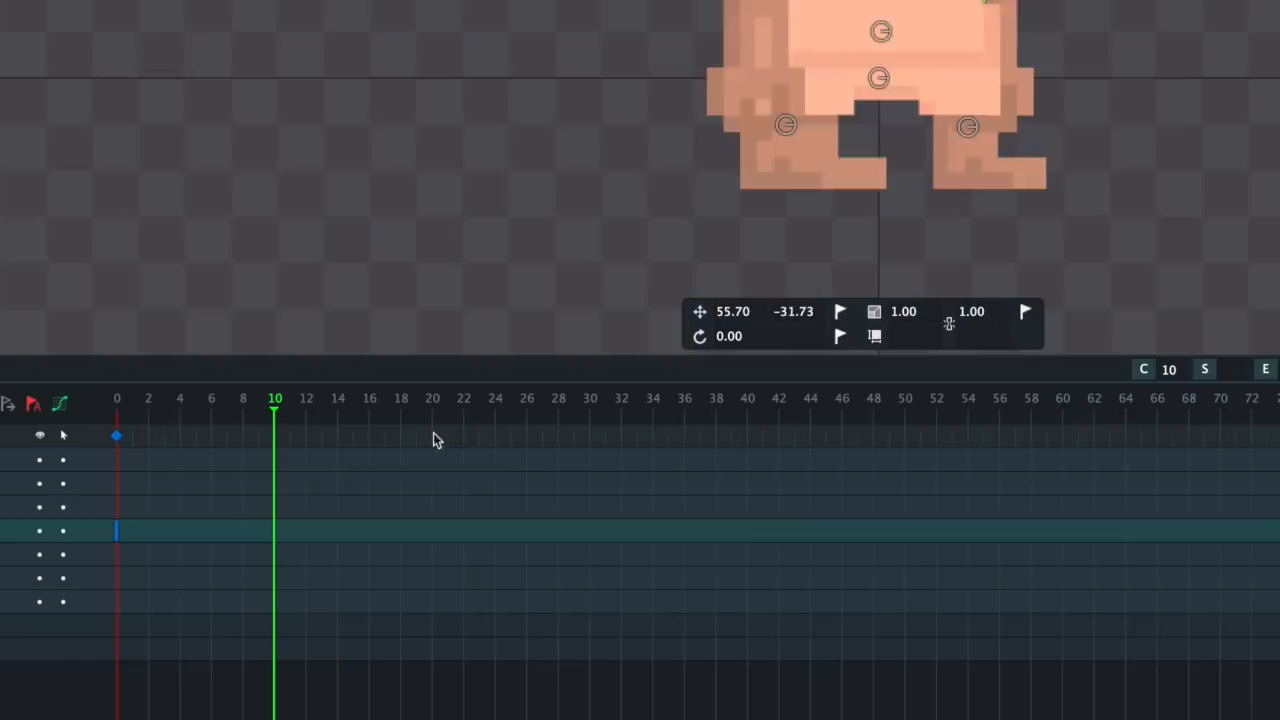 55.70 -31.73 1.00 1.00
0.00
C 10 S E
A 0 2 4 6 8 10 12 14 16 18 20 22 24 26 28 30 32 34 36 38 40 42 44 46 48 50 52 54 56 58 60 62 64 66 68 70 72